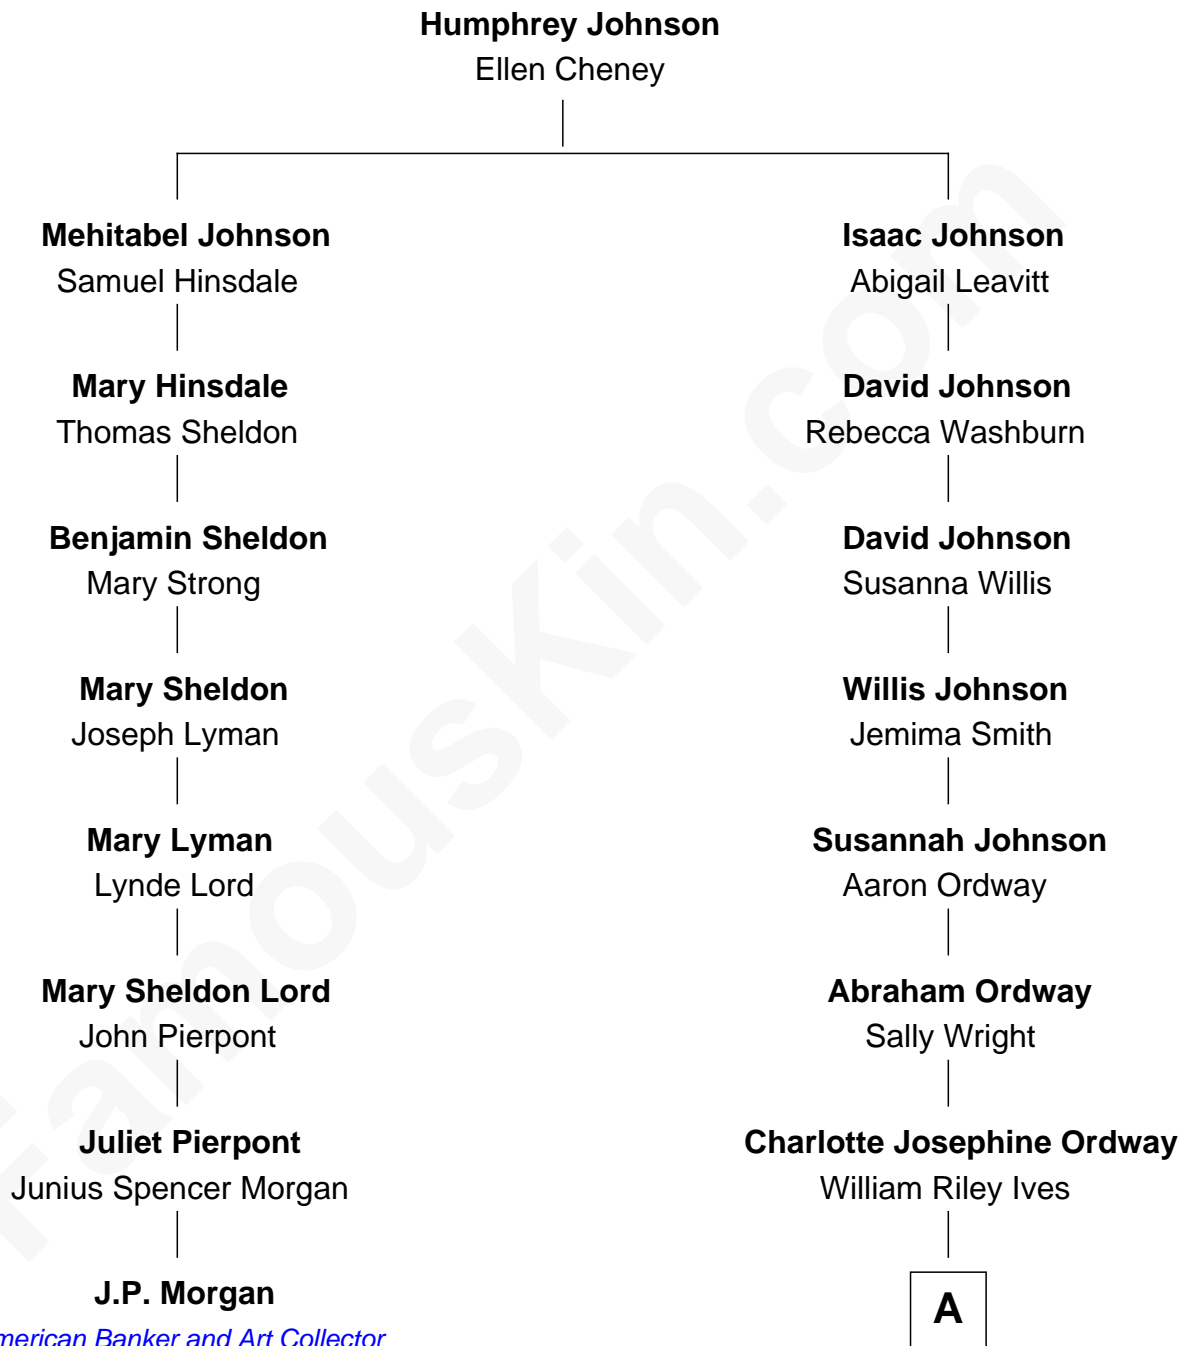 Humphrey Johnson
Ellen Cheney
Mehitabel Johnson
Samuel Hinsdale
Isaac Johnson
Abigail Leavitt
Mary Hinsdale
Thomas Sheldon
David Johnson
Rebecca Washburn
Benjamin Sheldon
Mary Strong
David Johnson
Susanna Willis
Mary Sheldon
Joseph Lyman
Willis Johnson
Jemima Smith
Mary Lyman
Lynde Lord
Susannah Johnson
Aaron Ordway
Mary Sheldon Lord
John Pierpont
Abraham Ordway
Sally Wright
Juliet Pierpont
Junius Spencer Morgan
Charlotte Josephine Ordway
William Riley Ives
J.P. Morgan
merican Banker and Art Collector
A
FamousKin.com